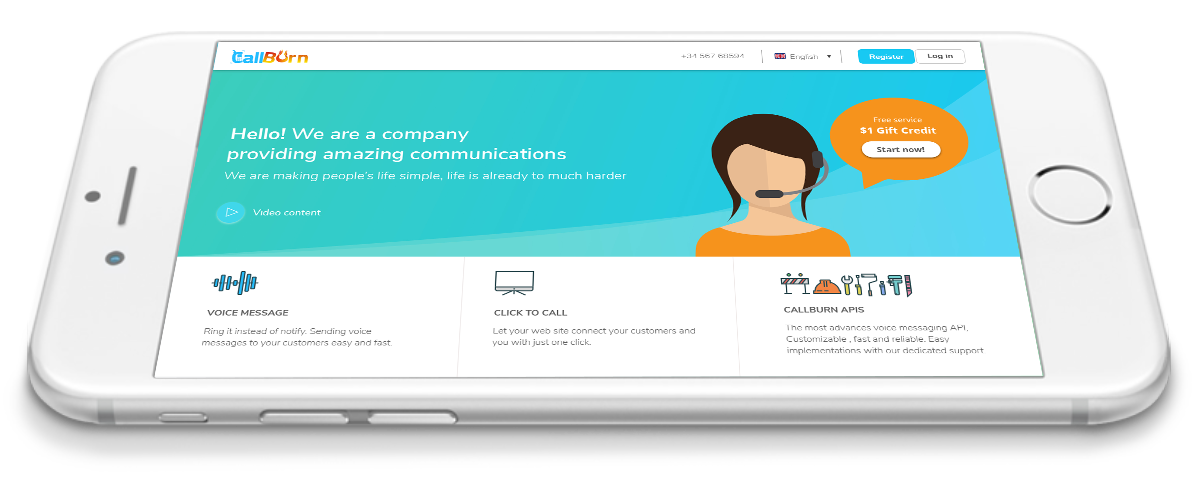 CallBurn
+34 567 68594
English
Register
Log in
Free service
$1 Gift Credit
Start now!
Hello! We are a company
providing amazing communications
We are making people's life simple, life is already to much harder
Video content
VOICE MESSAGE
Ring it instead of notify. Sending voice
messages to your customers easy and fast.
CLICK TO CALL
Let your web site connect your customers and
you with just one click.
CALLBURN APIS
The most advances voice messaging API,
Customizable , fast and reliable. Easy
implementations with our dedicated support